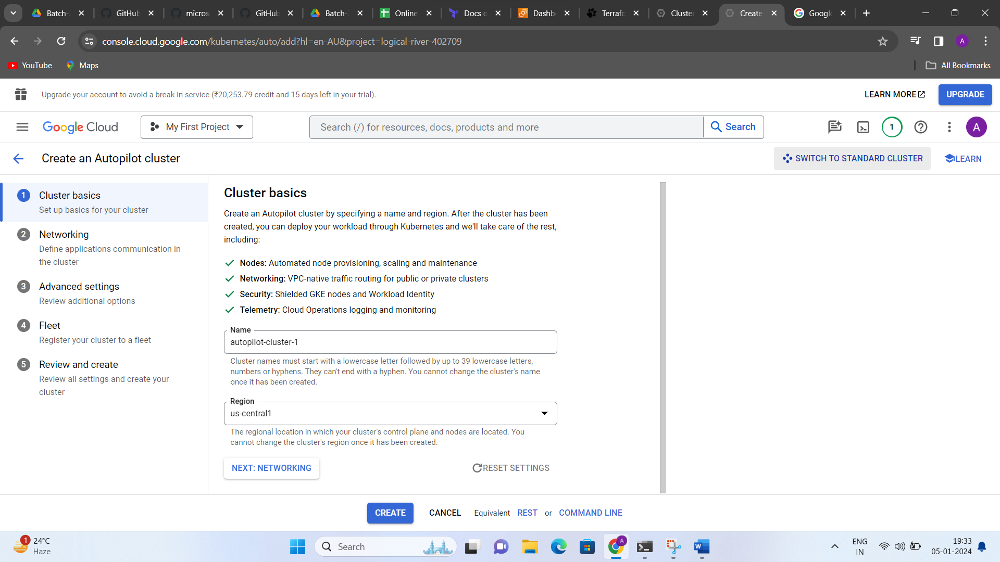 Batch-
GitHub
micros
GitHub
Batch-
Online
Docs o
Dashbo
Terrafo
Cluster
Create
Google
console.cloud.google.com/kubernetes/auto/add?hl=en-AU&project=logical-river-402709
A
YouTube
Maps
All Bookmarks
Upgrade your account to avoid a break in service (₹20,253.79 credit and 15 days left in your trial).
LEARN MORE
UPGRADE
Google Cloud
My First Project
Search (/) for resources, docs, products and more
Search
1
A
Create an Autopilot cluster
SWITCH TO STANDARD CLUSTER
LEARN
1 Cluster basics
Set up basics for your cluster
2 Networking
Define applications communication in
the cluster
3 Advanced settings
Review additional options
4 Fleet
Register your cluster to a fleet
5 Review and create
Review all settings and create your
cluster
Cluster basics
Create an Autopilot cluster by specifying a name and region. After the cluster has been
created, you can deploy your workload through Kubernetes and we'll take care of the rest,
including:
Nodes: Automated node provisioning, scaling and maintenance
Networking: VPC-native traffic routing for public or private clusters
Security: Shielded GKE nodes and Workload Identity
Telemetry: Cloud Operations logging and monitoring
Name
autopilot-cluster-1
Cluster names must start with a lowercase letter followed by up to 39 lowercase letters,
numbers or hyphens. They can't end with a hyphen. You cannot change the cluster's name
once it has been created.
Region
us-central1
The regional location in which your cluster's control plane and nodes are located. You
cannot change the cluster's region once it has been created.
NEXT: NETWORKING
RESET SETTINGS
CREATE
CANCEL
Equivalent REST or COMMAND LINE
1
24°C
Haze
Search
A
W
ENG
IN
19:33
05-01-2024